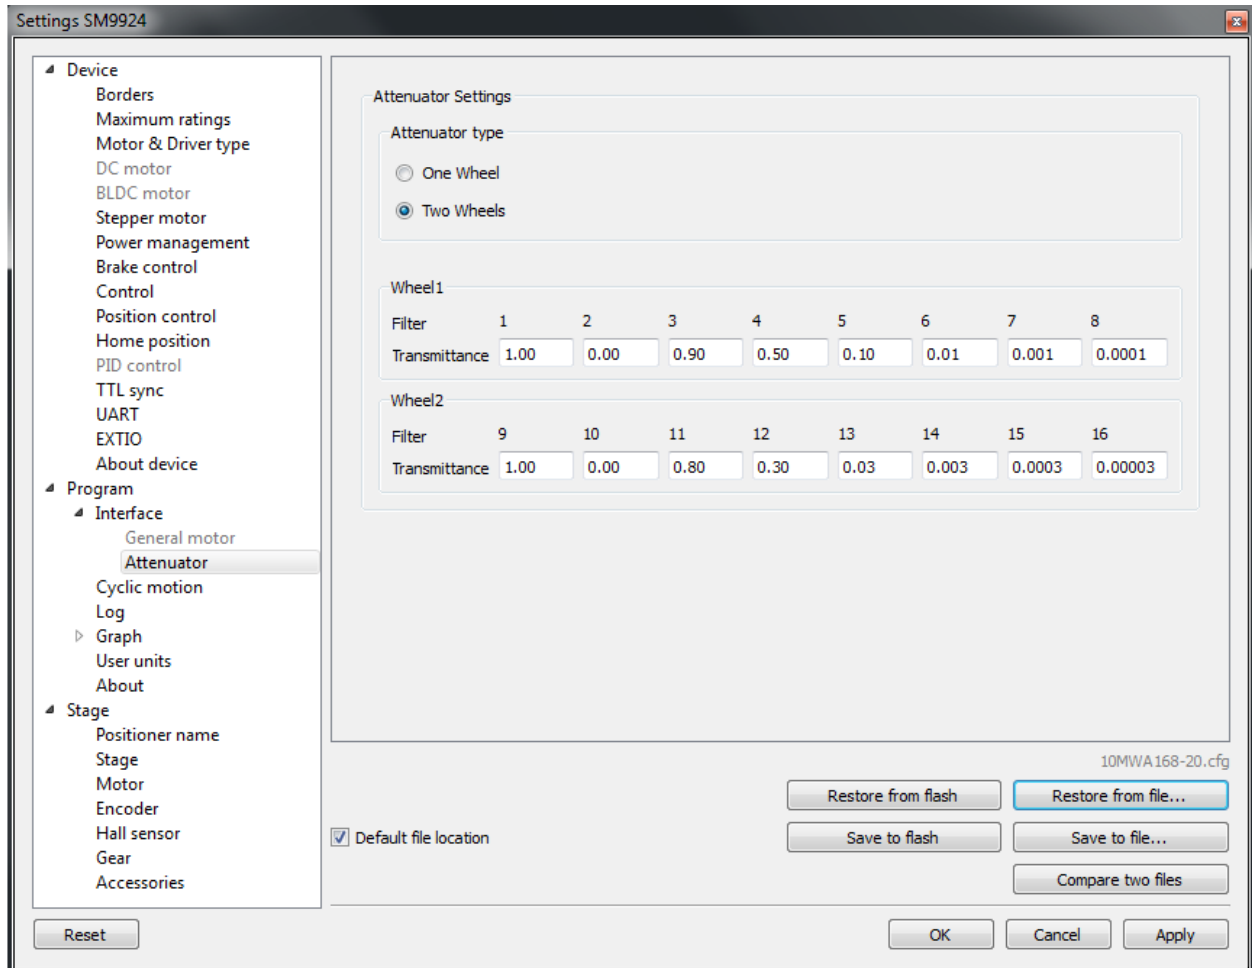 Settings SM9924
Device
Borders
Maximum ratings
Motor & Driver type
DC motor
BLDC motor
Stepper motor
Power management
Brake control
Control
Position control
Home position
PID control
TTL sync
UART
EXTIO
About device
Program
Interface
General motor
Attenuator
Cyclic motion
Log
Graph
User units
About
Stage
Positioner name
Stage
Motor
Encoder
Hall sensor
Gear
Accessories
Attenuator Settings
Attenuator type
One Wheel
Two Wheels
Wheel1
Filter 1 2 3 4 5 6 7 8
Transmittance 1.00 0.00 0.90 0.50 0.10 0.01 0.001 0.0001
Wheel2
Filter 9 10 11 12 13 14 15 16
Transmittance 1.00 0.00 0.80 0.30 0.03 0.003 0.0003 0.00003
10MWA168-20.cfg
Restore from flash Restore from file...
Default file location Save to flash Save to file...
Compare two files
Reset OK Cancel Apply